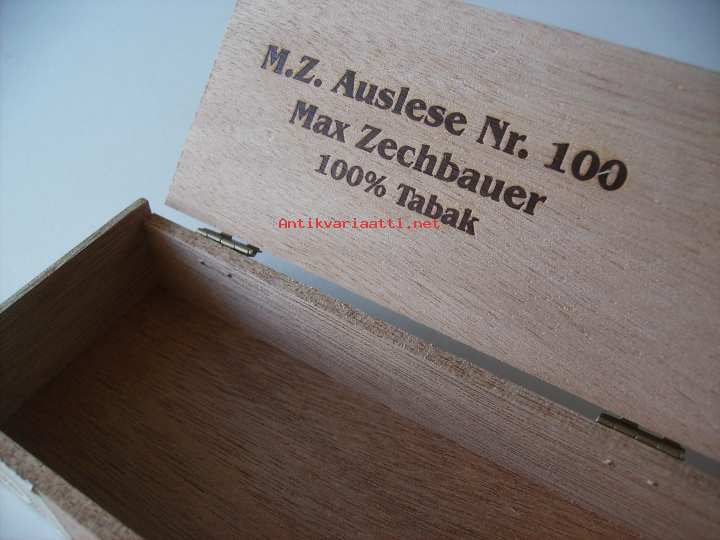 M.Z. Auslese Nr. 100
Max Zechbauer
100% Tabak
Antikvariaatti.net